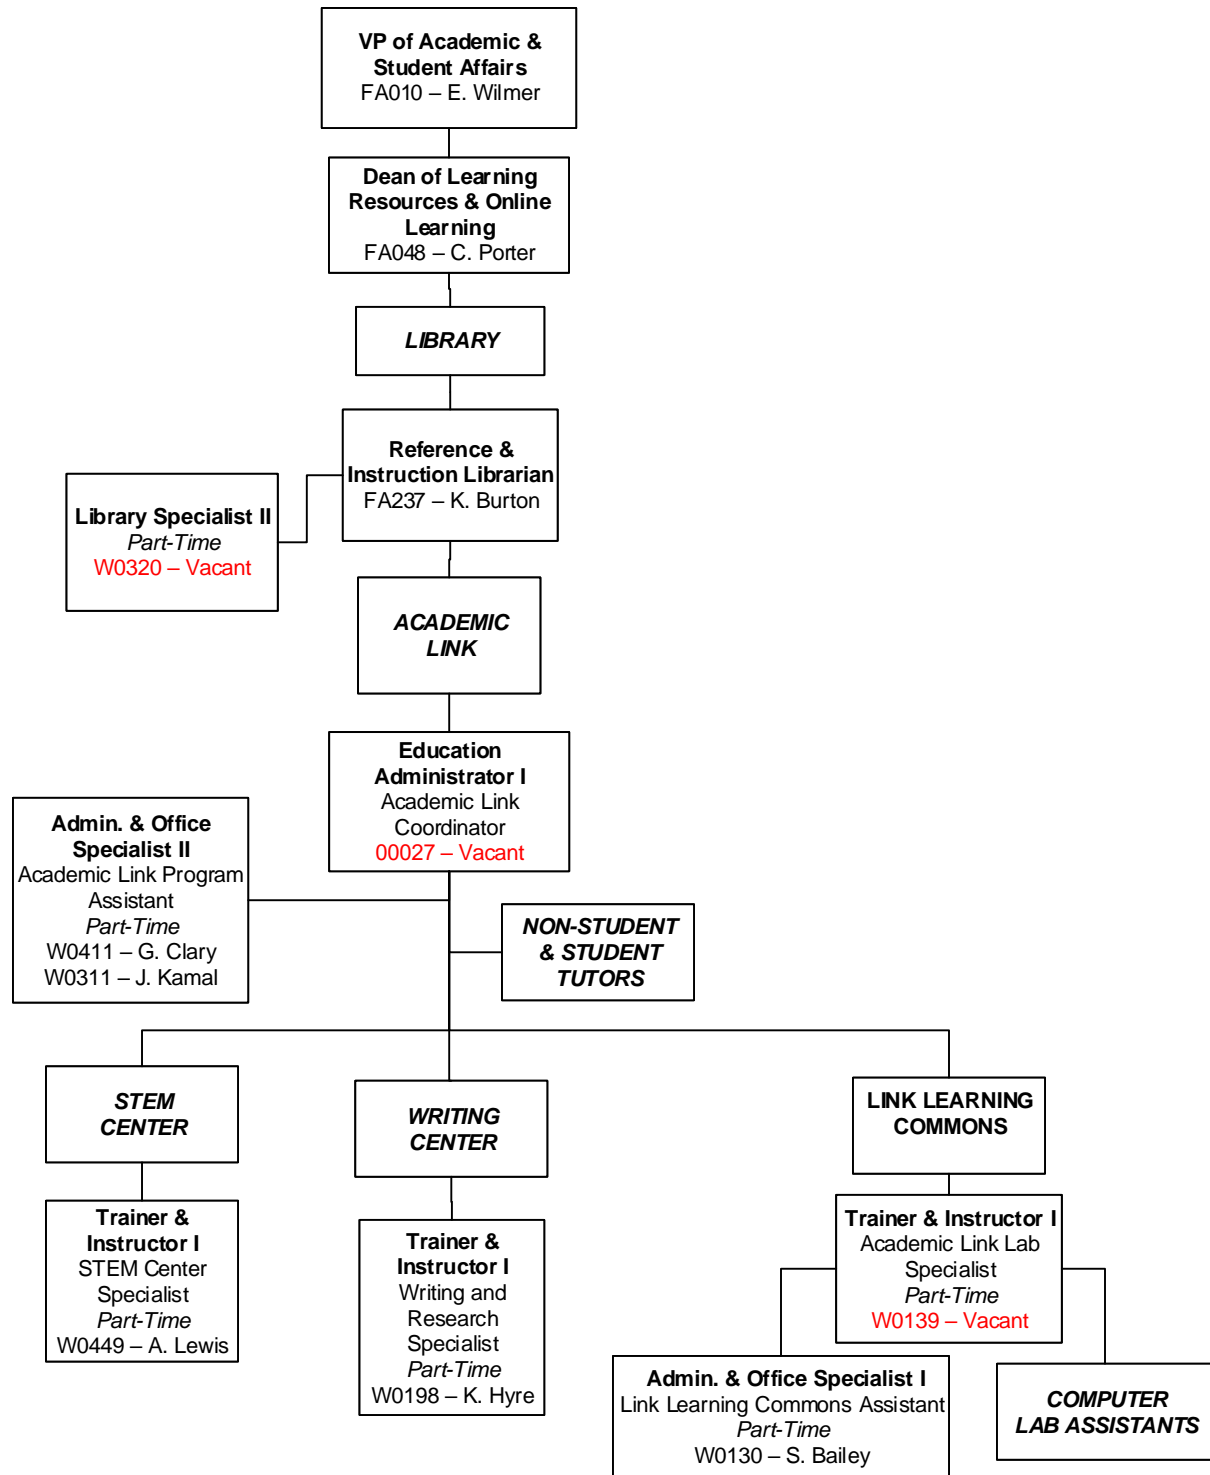 VP of Academic &
Student Affairs
FA010 – E. Wilmer
Dean of Learning
Resources & Online
Learning
FA048 – C. Porter
LIBRARY
Reference &
Instruction Librarian
FA237 – K. Burton
Library Specialist II
Part-Time
W0320 – Vacant
ACADEMIC
LINK
Education
Administrator I
Academic Link
Coordinator
00027 – Vacant
Admin. & Office
Specialist II
Academic Link Program
Assistant
Part-Time
W0411 – G. Clary
W0311 – J. Kamal
NON-STUDENT
& STUDENT
TUTORS
STEM
CENTER
WRITING
CENTER
LINK LEARNING
COMMONS
Trainer &
Instructor I
STEM Center
Specialist
Part-Time
W0449 – A. Lewis
Trainer &
Instructor I
Writing and
Research
Specialist
Part-Time
W0198 – K. Hyre
Trainer & Instructor I
Academic Link Lab
Specialist
Part-Time
W0139 – Vacant
Admin. & Office Specialist I
Link Learning Commons Assistant
Part-Time
W0130 – S. Bailey
COMPUTER
LAB ASSISTANTS